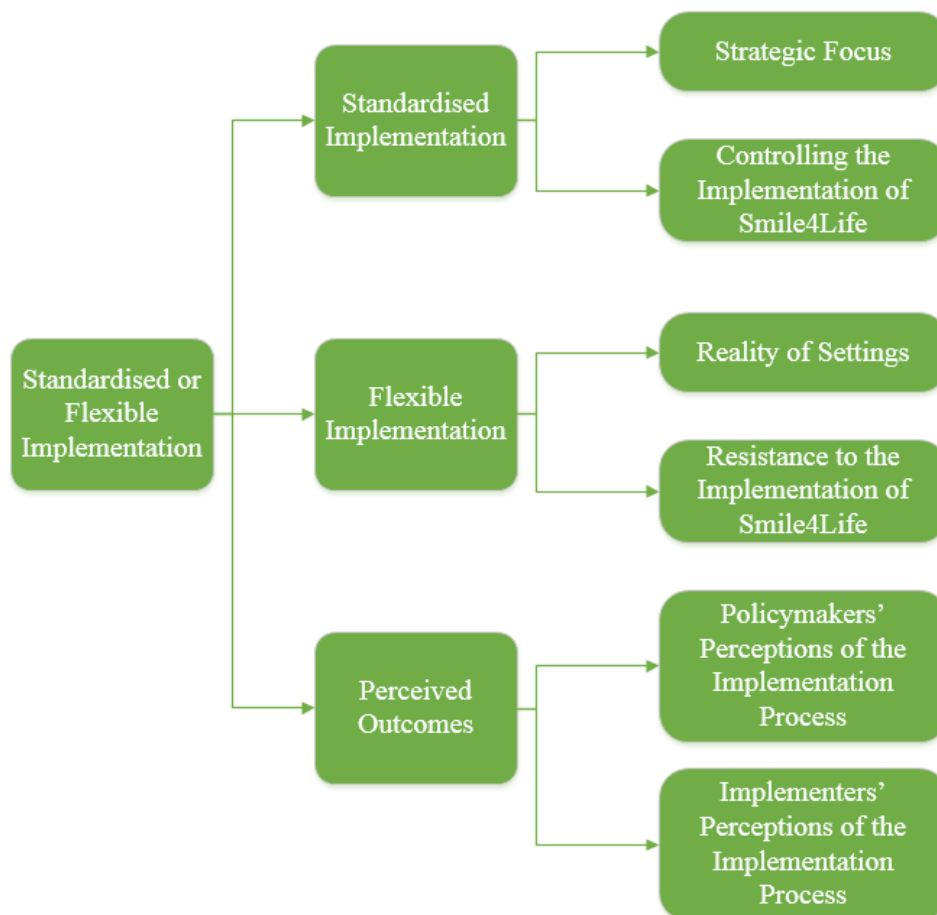 Strategic Focus
Standardised
Implementation
Controlling the
Implementation of
Smile4Life
Reality of Settings
Standardised or
Flexible
Implementation
Flexible
Implementation
Resistance to the
Implementation of
Smile4Life
Policymakers’
Perceptions of the
Implementation
Process
Perceived
Outcomes
Implementers’
Perceptions of the
Implementation
Process